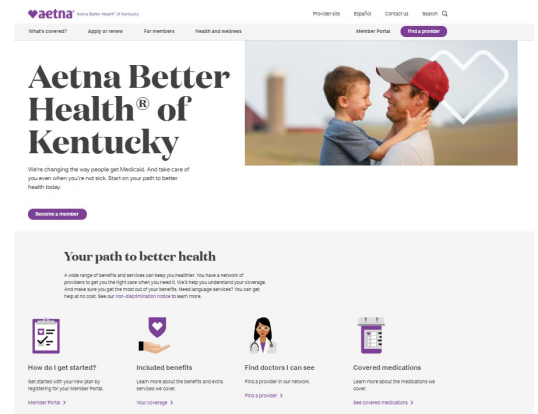 aetna® Aetna Better Health® of Kentucky
Provider site Español Contact us Search
What's covered? Apply or renew For members Health and wellness Member Portal Find a provider
Aetna Better
Health® of
Kentucky
We're changing the way people get Medicaid. And take care of
you even when you're not sick. Start on your path to better
health today.
Become a member
Your path to better health
A wide range of benefits and services can keep you healthier. You have a network of
providers to get you the right care when you need it. We'll help you understand your coverage.
And make sure you get the most out of your benefits. Need language services? You can get
help at no cost. See our non-discrimination notice to learn more.
How do I get started?
Get started with your new plan by
registering for your Member Portal.
Member Portal >
Included benefits
Learn more about the benefits and extra
services we cover.
Your coverage >
Find doctors I can see
Find a provider in our network.
Find a provider >
Covered medications
Learn more about the medications we
cover.
See covered medications >